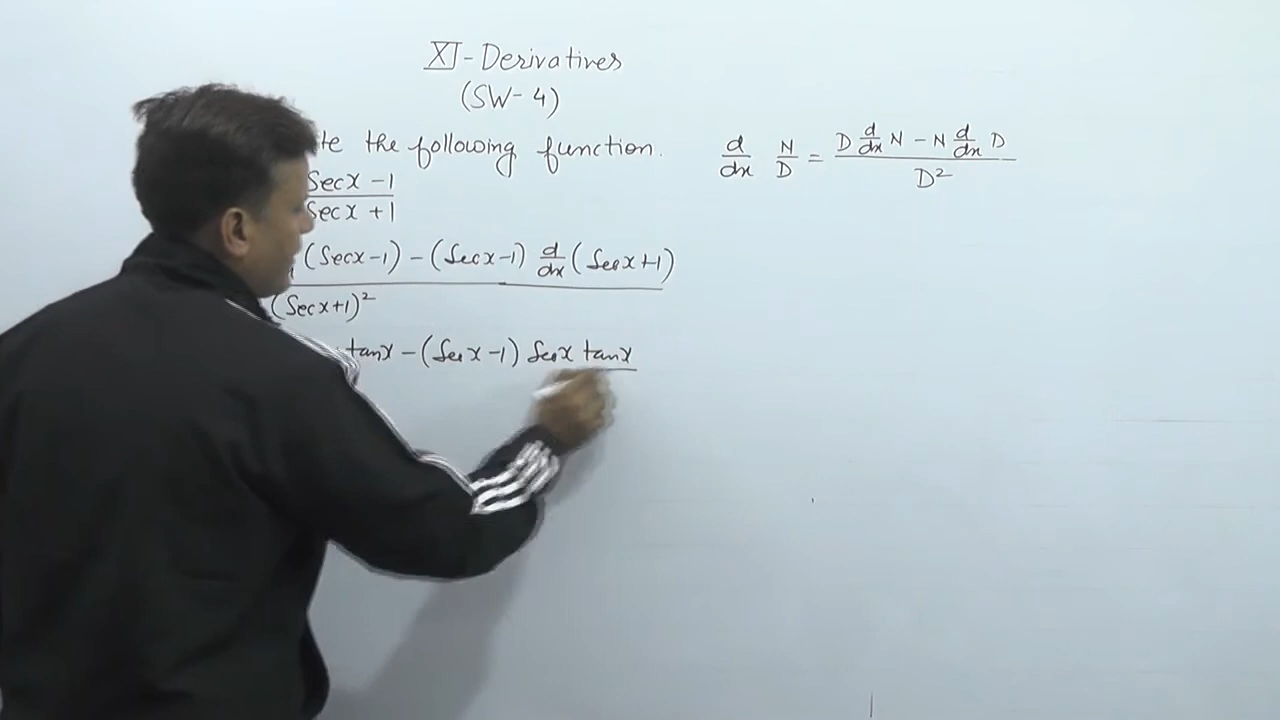 XI-Derivatives
(SW-4)
the following function.
d/dx N/D = (D d/dx N - N d/dx D) / D²
Secx -1
Secx +1
(Secx-1) - (Secx-1) d/dx (Secx+1)
(Secx+1)²
tanx - (Secx-1) Secx tanx